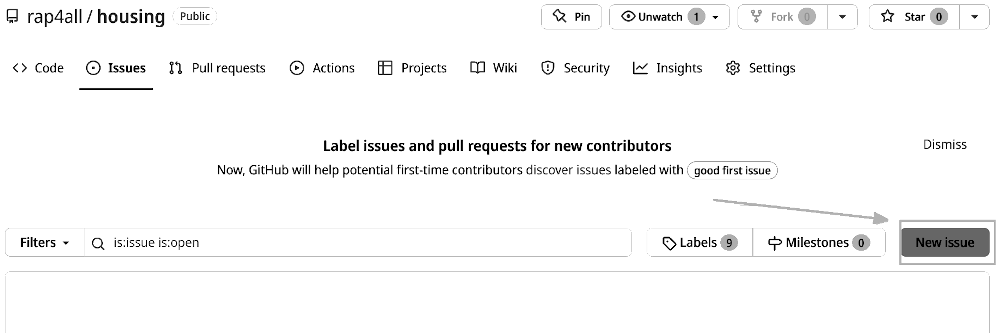 rap4all / housing Public Pin Unwatch 1 Fork 0 Star 0
Code Issues Pull requests Actions Projects Wiki Security Insights Settings
Label issues and pull requests for new contributors
Dismiss
Now, GitHub will help potential first-time contributors discover issues labeled with good first issue
Filters is:issue is:open Labels 9 Milestones 0 New issue